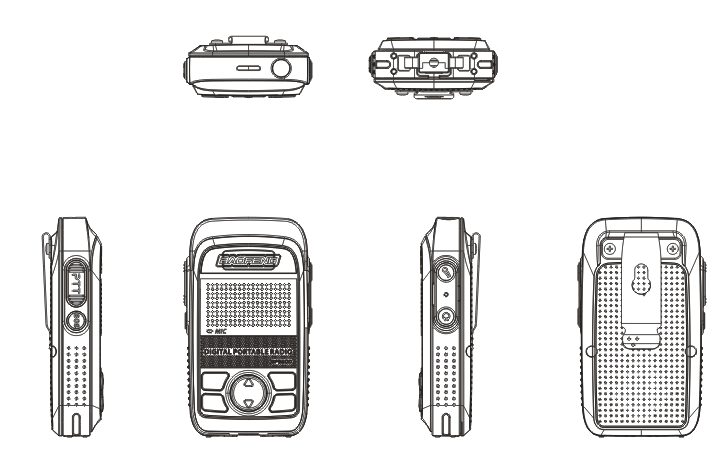 BAOFENG
PTT
MIC
DIGITAL PORTABLE RADIO